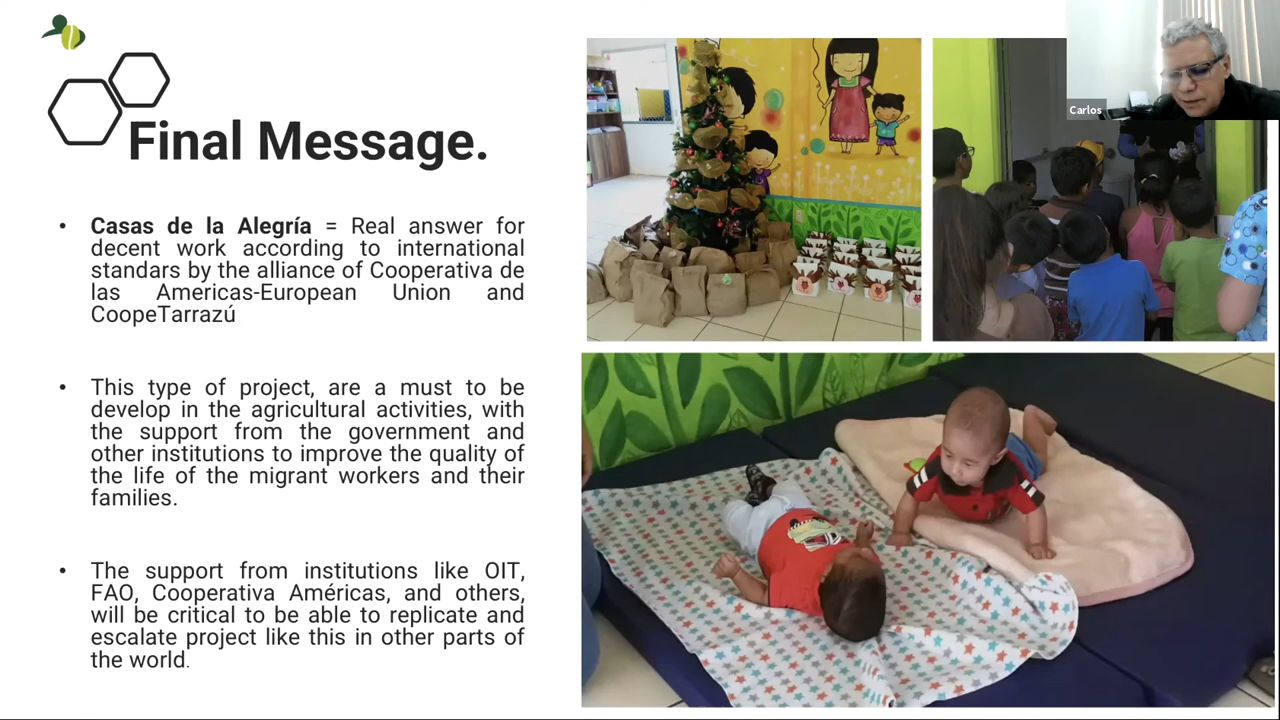 Final Message.
• Casas de la Alegría = Real answer for
decent work according to international
standars by the alliance of Cooperativa de
las Americas-European Union and
CoopeTarrazú
• This type of project, are a must to be
develop in the agricultural activities, with
the support from the government and
other institutions to improve the quality of
the life of the migrant workers and their
families.
• The support from institutions like OIT,
FAO, Cooperativa Américas, and others,
will be critical to be able to replicate and
escalate project like this in other parts of
the world.
Carlos